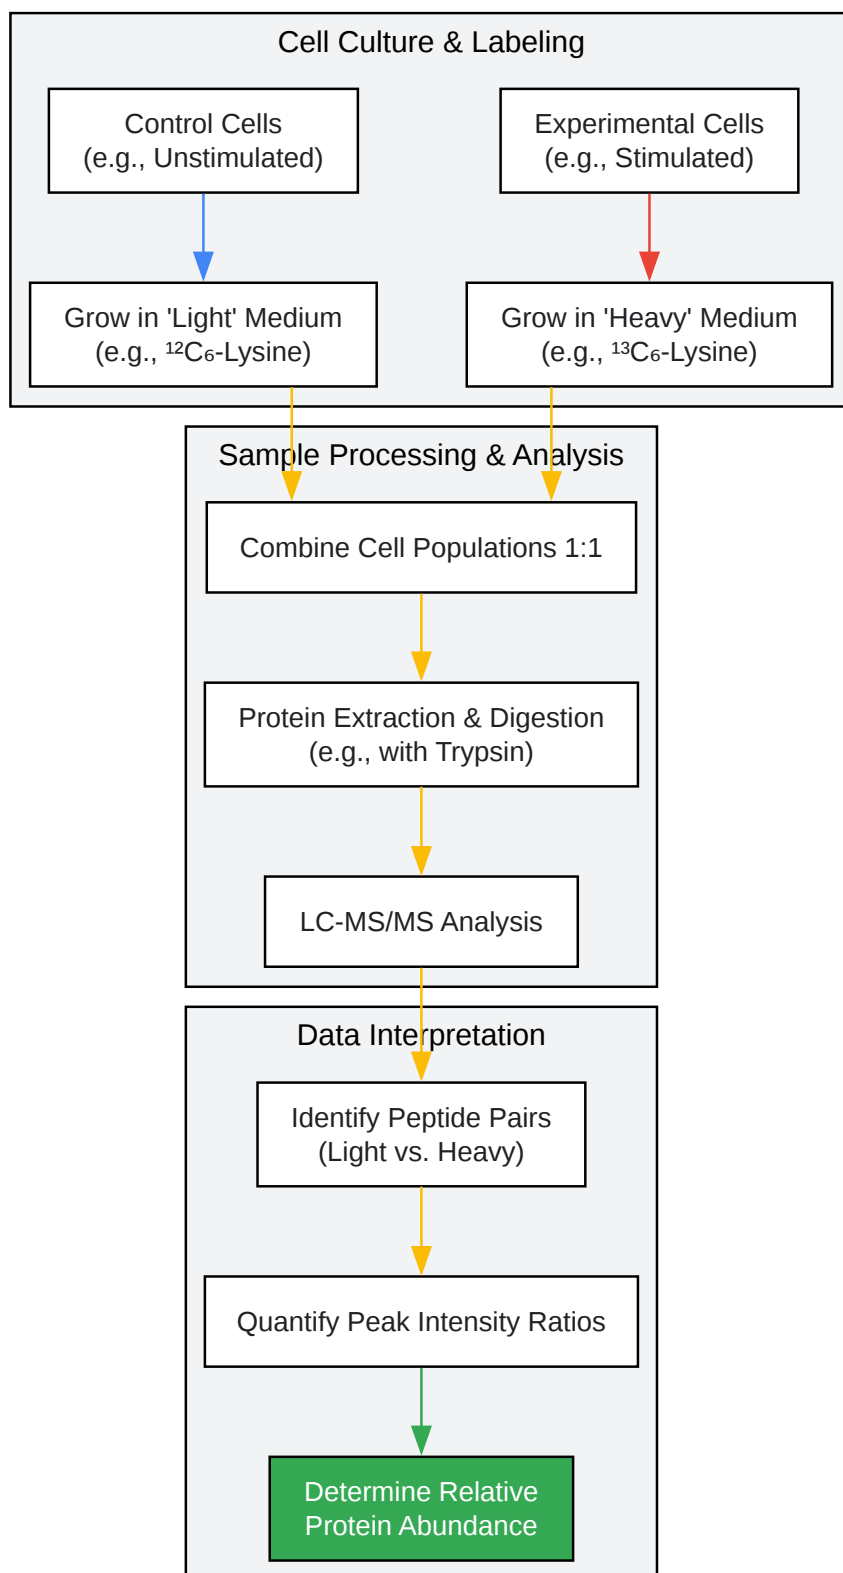 Cell Culture & Labeling
Control Cells
(e.g., Unstimulated)
Experimental Cells
(e.g., Stimulated)
Grow in 'Light' Medium
(e.g., ¹²C₆-Lysine)
Grow in 'Heavy' Medium
(e.g., ¹³C₆-Lysine)
Sample Processing & Analysis
Combine Cell Populations 1:1
Protein Extraction & Digestion
(e.g., with Trypsin)
LC-MS/MS Analysis
Data Interpretation
Identify Peptide Pairs
(Light vs. Heavy)
Quantify Peak Intensity Ratios
Determine Relative
Protein Abundance